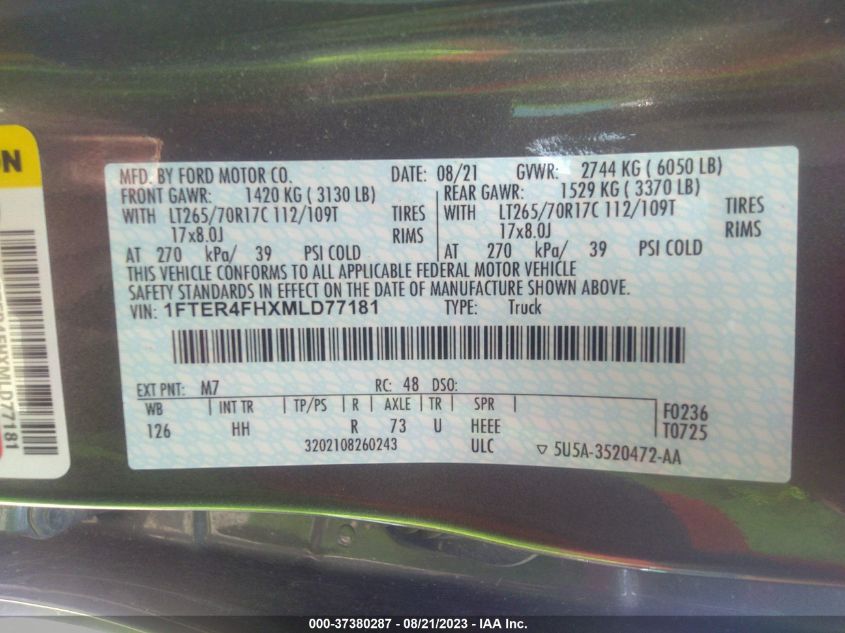 ON
MFD. BY FORD MOTOR CO. DATE: 08/21 GVWR: 2744 KG ( 6050 LB)
FRONT GAWR: 1420 KG ( 3130 LB) REAR GAWR: 1529 KG ( 3370 LB)
WITH LT265/70R17C 112/109T TIRES WITH LT265/70R17C 112/109T TIRES
17x8.0J RIMS 17x8.0J RIMS
AT 270 kPa/ 39 PSI COLD AT 270 kPa/ 39 PSI COLD
THIS VEHICLE CONFORMS TO ALL APPLICABLE FEDERAL MOTOR VEHICLE
SAFETY STANDARDS IN EFFECT ON THE DATE OF MANUFACTURE SHOWN ABOVE.
VIN: 1FTER4FHXMLD77181 TYPE: Truck
EXT PNT: M7 RC: 48 DSO:
WB INT TR TP/PS R AXLE TR SPR F0236
126 HH R 73 U HEEE T0725
3202108260243 ULC ▽ 5U5A-3520472-AA
000-37380287 - 08/21/2023 - IAA Inc.